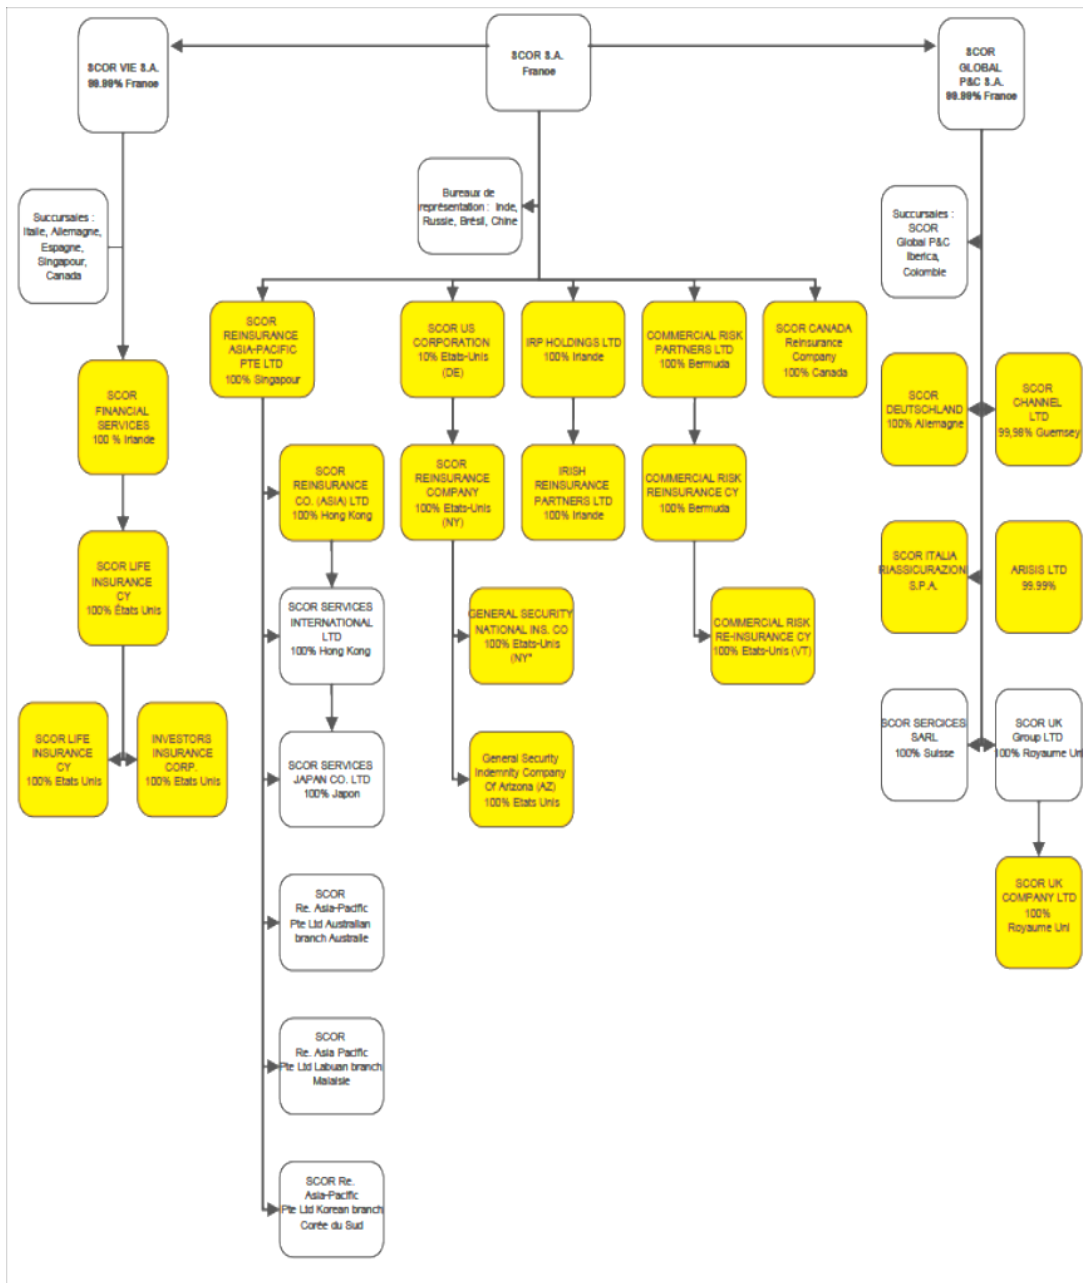 SCOR VIE S.A.
99.99% France
SCOR S.A.
France
SCOR
GLOBAL
P&C S.A.
99.99% France
Bureaux de
représentation : Inde,
Russie, Brésil, Chine
Succursales :
Italie, Allemagne,
Espagne,
Singapour,
Canada
Succursales :
SCOR
Global P&C
Iberica,
Colombie
SCOR
REINSURANCE
ASIA-PACIFIC
PTE LTD
100% Singapour
SCOR US
CORPORATION
10% Etats-Unis
(DE)
IRP HOLDINGS LTD
100% Irlande
COMMERCIAL RISK
PARTNERS LTD
100% Bermuda
SCOR CANADA
Reinsurance
Company
100% Canada
SCOR
FINANCIAL
SERVICES
100 % Irlande
SCOR
DEUTSCHLAND
100% Allemagne
SCOR
CHANNEL
LTD
99,98% Guernsey
SCOR
REINSURANCE
CO. (ASIA) LTD
100% Hong Kong
SCOR
REINSURANCE
COMPANY
100% Etats-Unis
(NY)
IRISH
REINSURANCE
PARTNERS LTD
100% Irlande
COMMERCIAL RISK
REINSURANCE CY
100% Bermuda
SCOR LIFE
INSURANCE
CY
100% États Unis
SCOR ITALIA
RIASSICURAZION
S.P.A.
ARISIS LTD
99.99%
SCOR SERVICES
INTERNATIONAL
LTD
100% Hong Kong
GENERAL SECURITY
NATIONAL INS. CO
100% Etats-Unis
(NY"
COMMERCIAL RISK
RE-INSURANCE CY
100% Etats-Unis (VT)
SCOR LIFE
INSURANCE
CY
100% Etats Unis
INVESTORS
INSURANCE
CORP.
100% Etats Unis
SCOR SERVICES
JAPAN CO. LTD
100% Japon
General Security
Indemnity Company
Of Arizona (AZ)
100% Etats Unis
SCOR SERCICES
SARL
100% Suisse
SCOR UK
Group LTD
100% Royaume Uni
SCOR
Re. Asia-Pacific
Pte Ltd Australian
branch Australie
SCOR UK
COMPANY LTD
100%
Royaume Uni
SCOR
Re. Asia Pacific
Pte Ltd Labuan branch
Malaisie
SCOR Re.
Asia-Pacific
Pte Ltd Korean branch
Corée du Sud